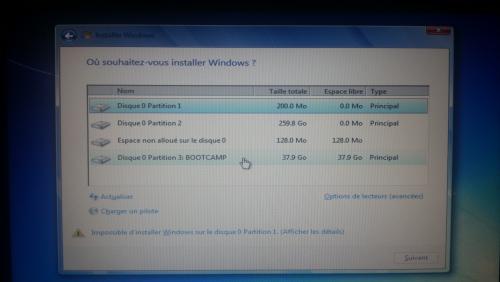 Installer Windows
Où souhaitez-vous installer Windows ?
Nom Taille totale Espace libre Type
Disque 0 Partition 1 200.0 Mo 0.0 Mo Principal
Disque 0 Partition 2 259.8 Go 0.0 Mo Principal
Espace non alloué sur le disque 0 128.0 Mo 128.0 Mo
Disque 0 Partition 3: BOOTCAMP 37.9 Go 37.9 Go Principal
Actualiser Options de lecteurs (avancées)
Charger un pilote
Impossible d'installer Windows sur le disque 0 Partition 1. (Afficher les détails)
Suivant